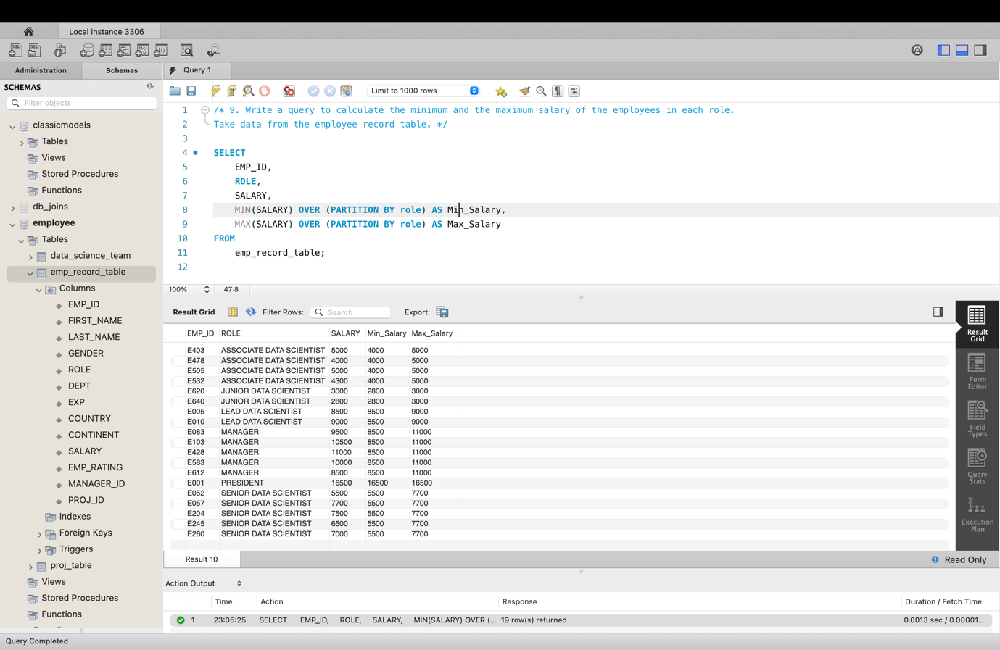 Local instance 3306
Administration Schemas Query 1
SCHEMAS
Filter objects
classicmodels
Tables
Views
Stored Procedures
Functions
db_joins
employee
Tables
data_science_team
emp_record_table
Columns
EMP_ID
FIRST_NAME
LAST_NAME
GENDER
ROLE
DEPT
EXP
COUNTRY
CONTINENT
SALARY
EMP_RATING
MANAGER_ID
PROJ_ID
Indexes
Foreign Keys
Triggers
proj_table
Views
Stored Procedures
Functions
Limit to 1000 rows
1 /* 9. Write a query to calculate the minimum and the maximum salary of the employees in each role.
2 Take data from the employee record table. */
3
4 SELECT
5 EMP_ID,
6 ROLE,
7 SALARY,
8 MIN(SALARY) OVER (PARTITION BY role) AS Min_Salary,
9 MAX(SALARY) OVER (PARTITION BY role) AS Max_Salary
10 FROM
11 emp_record_table;
12
100% 47:8
Result Grid Filter Rows: Search Export:
EMP_ID ROLE SALARY Min_Salary Max_Salary
E403 ASSOCIATE DATA SCIENTIST 5000 4000 5000
E478 ASSOCIATE DATA SCIENTIST 4000 4000 5000
E505 ASSOCIATE DATA SCIENTIST 5000 4000 5000
E532 ASSOCIATE DATA SCIENTIST 4300 4000 5000
E620 JUNIOR DATA SCIENTIST 3000 2800 3000
E640 JUNIOR DATA SCIENTIST 2800 2800 3000
E005 LEAD DATA SCIENTIST 8500 8500 9000
E010 LEAD DATA SCIENTIST 9000 8500 9000
E083 MANAGER 9500 8500 11000
E103 MANAGER 10500 8500 11000
E428 MANAGER 11000 8500 11000
E583 MANAGER 10000 8500 11000
E612 MANAGER 8500 8500 11000
E001 PRESIDENT 16500 16500 16500
E052 SENIOR DATA SCIENTIST 5500 5500 7700
E057 SENIOR DATA SCIENTIST 7700 5500 7700
E204 SENIOR DATA SCIENTIST 7500 5500 7700
E245 SENIOR DATA SCIENTIST 6500 5500 7700
E260 SENIOR DATA SCIENTIST 7000 5500 7700
Result
Grid
Form
Editor
Field
Types
Query
Stats
Execution
Plan
Result 10 Read Only
Action Output
Time Action Response Duration / Fetch Time
1 23:05:25 SELECT EMP_ID, ROLE, SALARY, MIN(SALARY) OVER (... 19 row(s) returned 0.0013 sec / 0.00001...
Query Completed